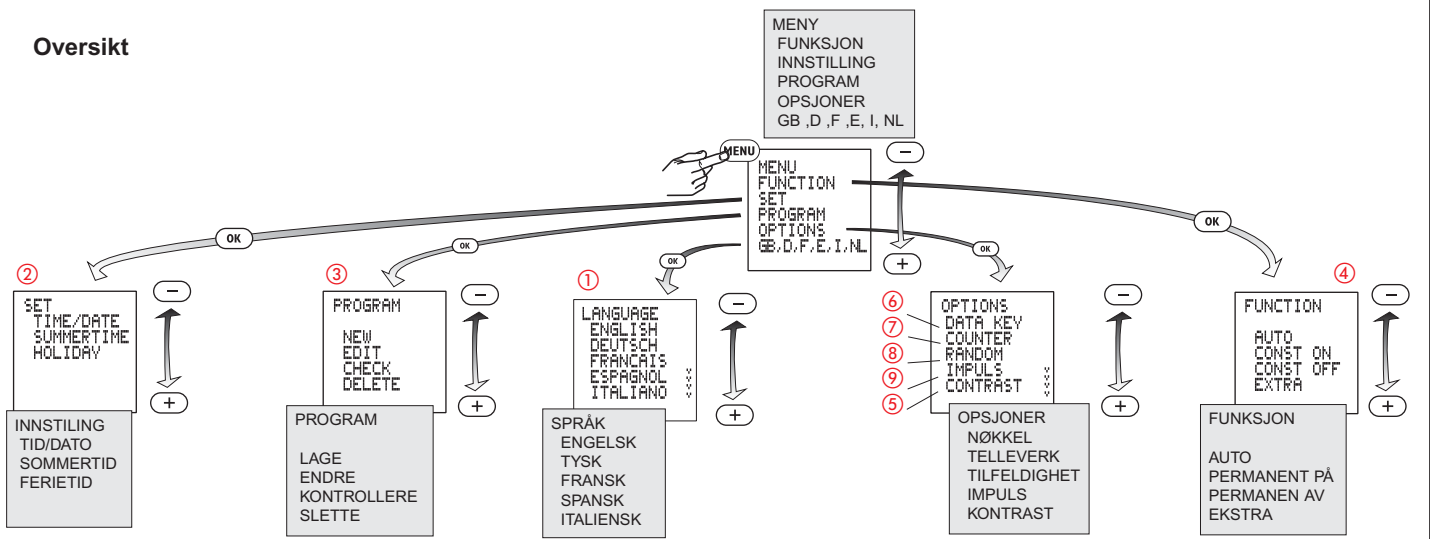 Oversikt
MENY
FUNKSJON
INNSTILLING
PROGRAM
OPSJONER
GB ,D ,F ,E, I, NL
MENU
MENU
FUNCTION
SET
PROGRAM
OPTIONS
GB,D,F,E,I,NL
−
+
OK
OK
OK
OK
OK
②
SET
TIME/DATE
SUMMERTIME
HOLIDAY
−
+
INNSTILING
TID/DATO
SOMMERTID
FERIETID
③
PROGRAM
NEW
EDIT
CHECK
DELETE
−
+
PROGRAM
LAGE
ENDRE
KONTROLLERE
SLETTE
①
LANGUAGE
ENGLISH
DEUTSCH
FRANCAIS
ESPAGNOL
ITALIANO
−
+
SPRÅK
ENGELSK
TYSK
FRANSK
SPANSK
ITALIENSK
OPTIONS
⑥ DATA KEY
⑦ COUNTER
⑧ RANDOM
⑨ IMPULS
⑤ CONTRAST
−
+
OPSJONER
NØKKEL
TELLEVERK
TILFELDIGHET
IMPULS
KONTRAST
④
FUNCTION
AUTO
CONST ON
CONST OFF
EXTRA
−
+
FUNKSJON
AUTO
PERMANENT PÅ
PERMANEN AV
EKSTRA